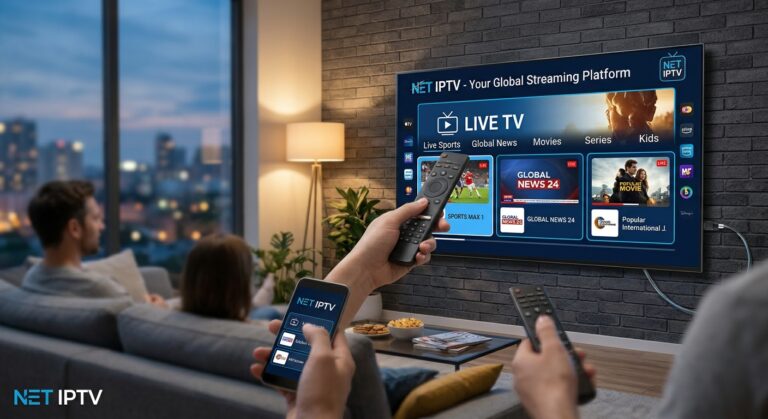 NET IPTV - Your Global Streaming Platform
NET
IPTV
LIVE TV
Live Sports Global News Movies Series Kids
LIVE
SPORTS MAX 1
GLOBAL
NEWS 24
GLOBAL NEWS 24
POPULAR
MOVIE
Popular
International J.
NET IPTV
NET IPTV